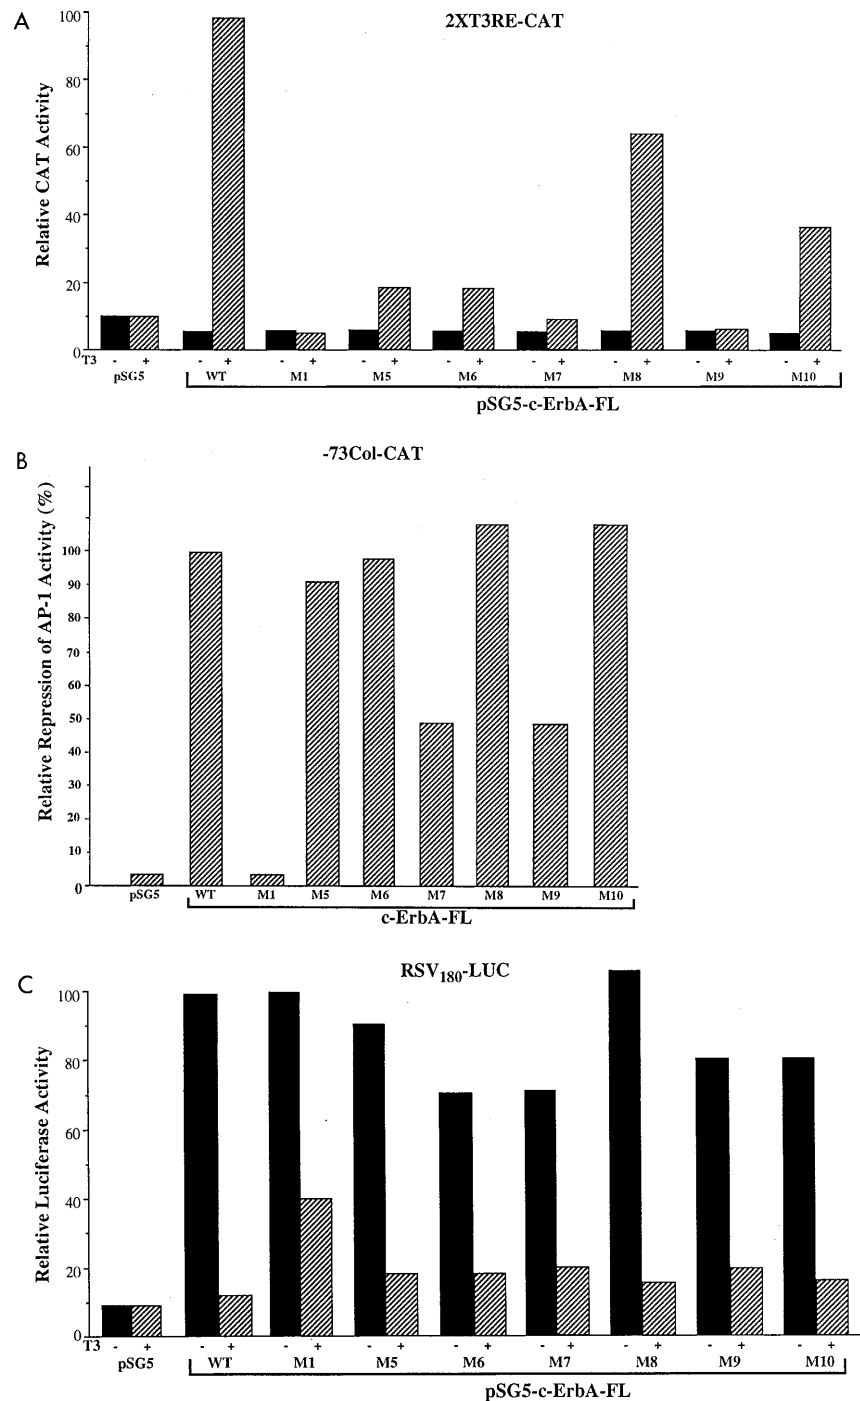 A
2XT3RE-CAT
Relative CAT Activity
100
80
60
40
20
0
T3 - + - + - + - + - + - + - + - + - +
pSG5 WT M1 M5 M6 M7 M8 M9 M10
pSG5-c-ErbA-FL
B
-73Col-CAT
Relative Repression of AP-1 Activity (%)
100
90
80
70
60
50
40
30
20
10
0
pSG5 WT M1 M5 M6 M7 M8 M9 M10
c-ErbA-FL
C
RSV180-LUC
Relative Luciferase Activity
100
80
60
40
20
0
T3 - + - + - + - + - + - + - + - + - +
pSG5 WT M1 M5 M6 M7 M8 M9 M10
pSG5-c-ErbA-FL